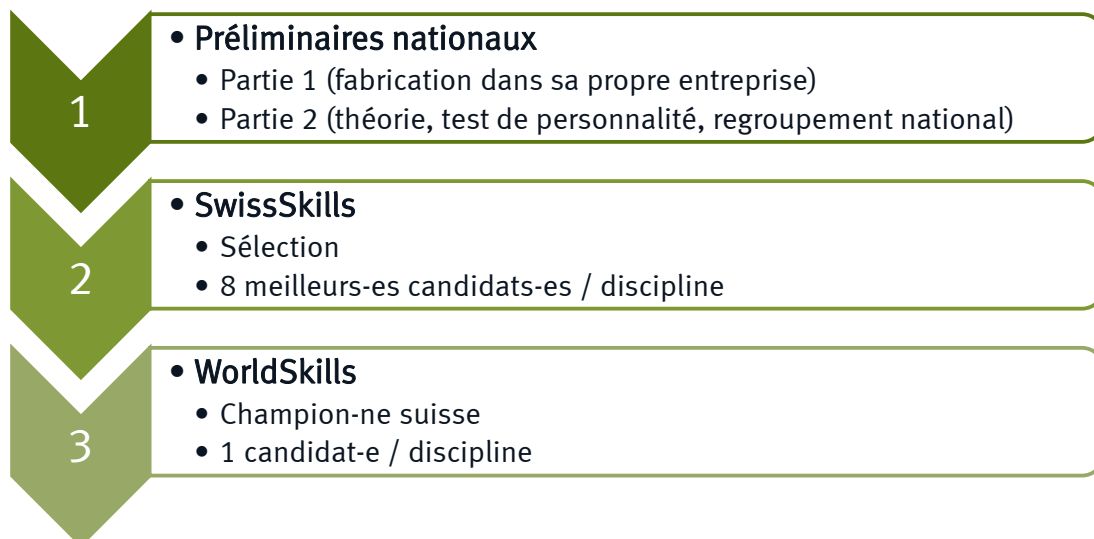 1
• Préliminaires nationaux
• Partie 1 (fabrication dans sa propre entreprise)
• Partie 2 (théorie, test de personnalité, regroupement national)
2
• SwissSkills
• Sélection
• 8 meilleurs-es candidats-es / discipline
3
• WorldSkills
• Champion-ne suisse
• 1 candidat-e / discipline